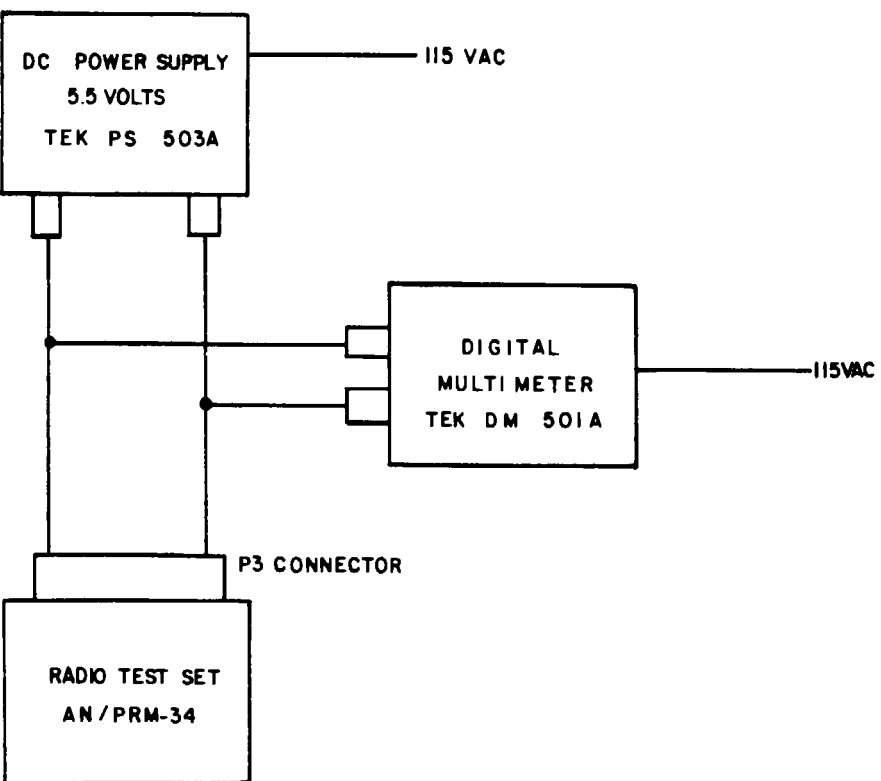 DC POWER SUPPLY
5.5 VOLTS
TEK PS 503A
115 VAC
DIGITAL
MULTIMETER
TEK DM 501A
115VAC
P3 CONNECTOR
RADIO TEST SET
AN/PRM-34